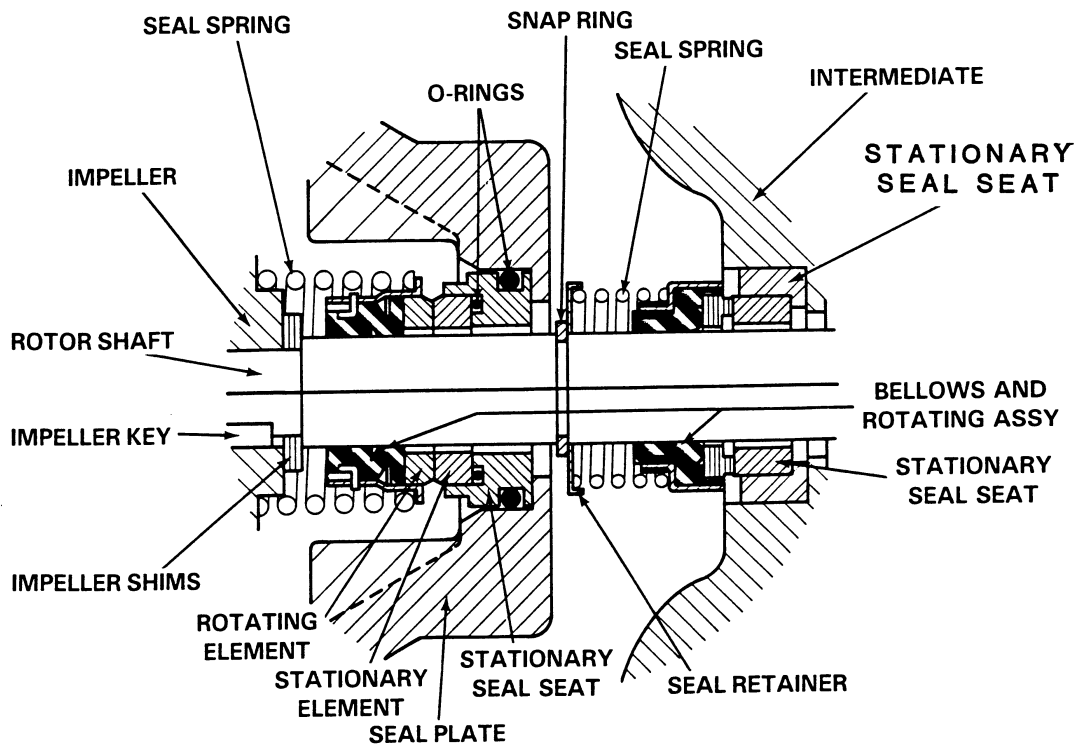 SEAL SPRING
SNAP RING
SEAL SPRING
INTERMEDIATE
O-RINGS
STATIONARY
SEAL SEAT
IMPELLER
ROTOR SHAFT
BELLOWS AND
ROTATING ASSY
IMPELLER KEY
STATIONARY
SEAL SEAT
IMPELLER SHIMS
ROTATING
ELEMENT
STATIONARY
ELEMENT
STATIONARY
SEAL SEAT
SEAL RETAINER
SEAL PLATE